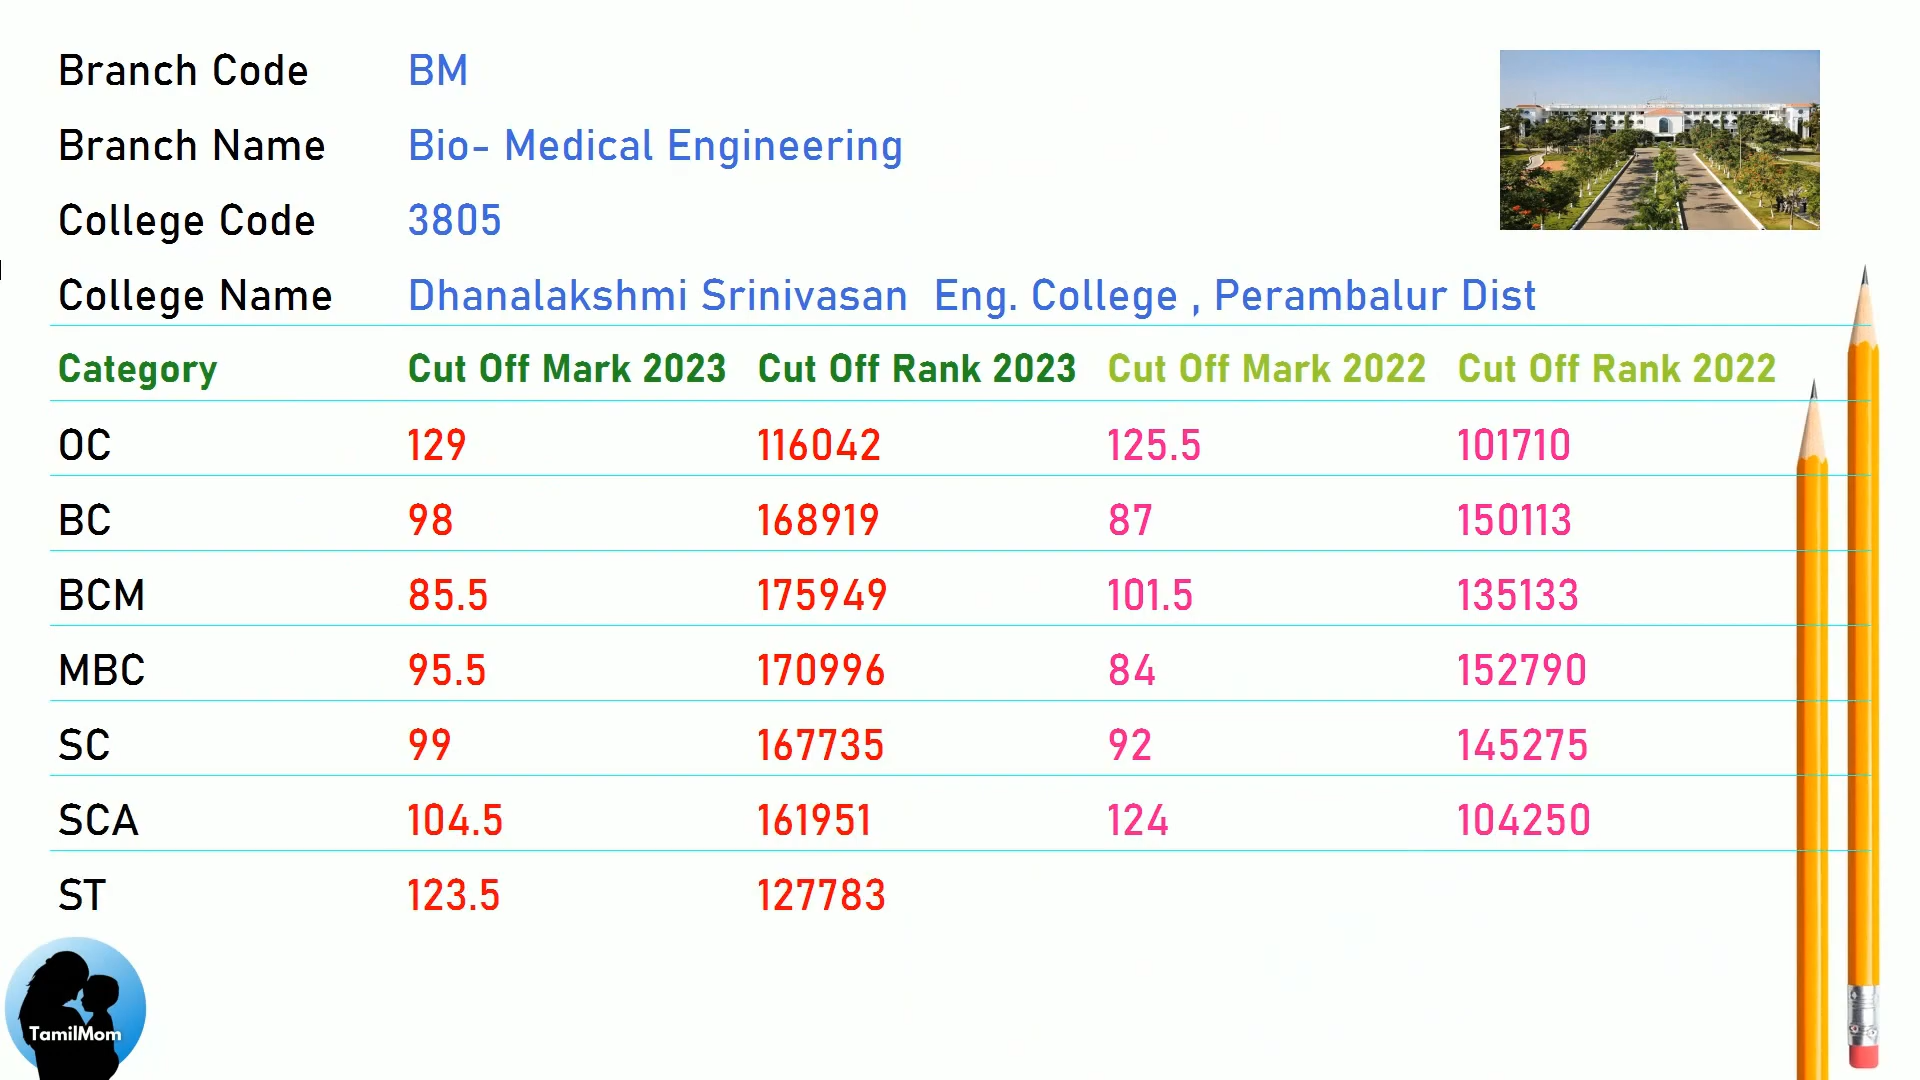 Branch Code BM
Branch Name Bio- Medical Engineering
College Code 3805
College Name Dhanalakshmi Srinivasan  Eng. College , Perambalur Dist
Category Cut Off Mark 2023 Cut Off Rank 2023 Cut Off Mark 2022 Cut Off Rank 2022
OC 129 116042 125.5 101710
BC 98 168919 87 150113
BCM 85.5 175949 101.5 135133
MBC 95.5 170996 84 152790
SC 99 167735 92 145275
SCA 104.5 161951 124 104250
ST 123.5 127783
TamilMom